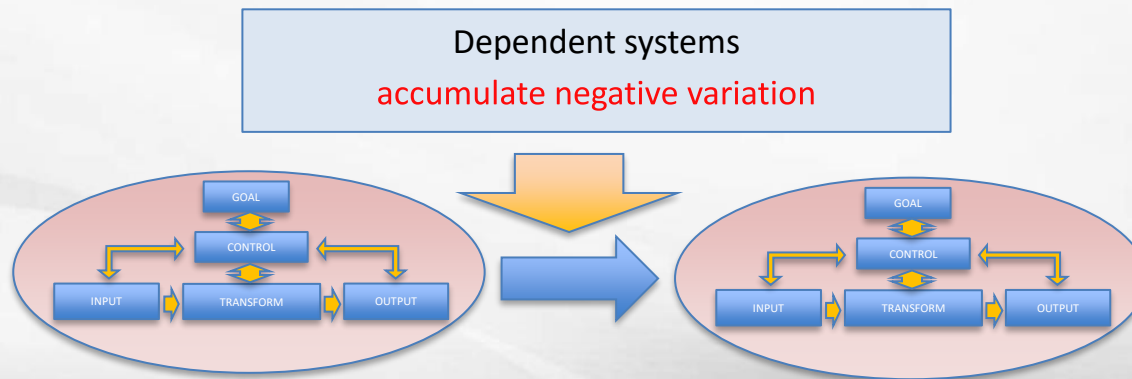 Dependent systems
accumulate negative variation
GOAL
CONTROL
INPUT
TRANSFORM
OUTPUT
GOAL
CONTROL
INPUT
TRANSFORM
OUTPUT